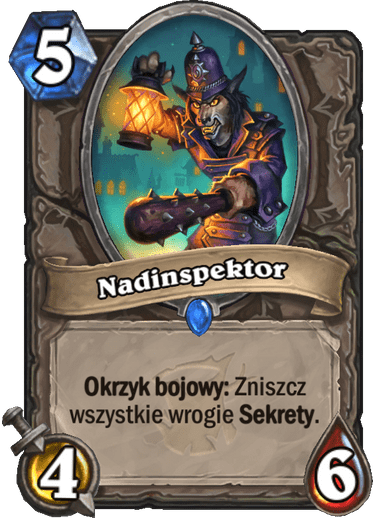 5
Nadinspektor
Okrzyk bojowy: Zniszcz
wszystkie wrogie Sekrety.
4
6